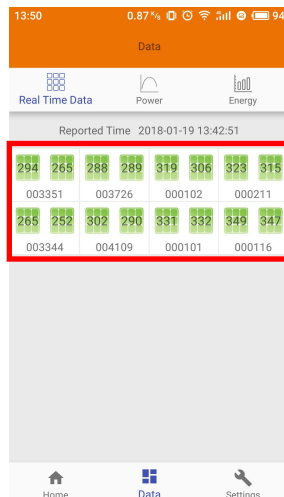 13:50 0.87 K/s 94
Data
Real Time Data Power Energy
Reported Time 2018-01-19 13:42:51
294 265 288 289 319 306 323 315
003351 003726 000102 000211
265 252 302 290 331 332 349 347
003344 004109 000101 000116
Home Data Settings